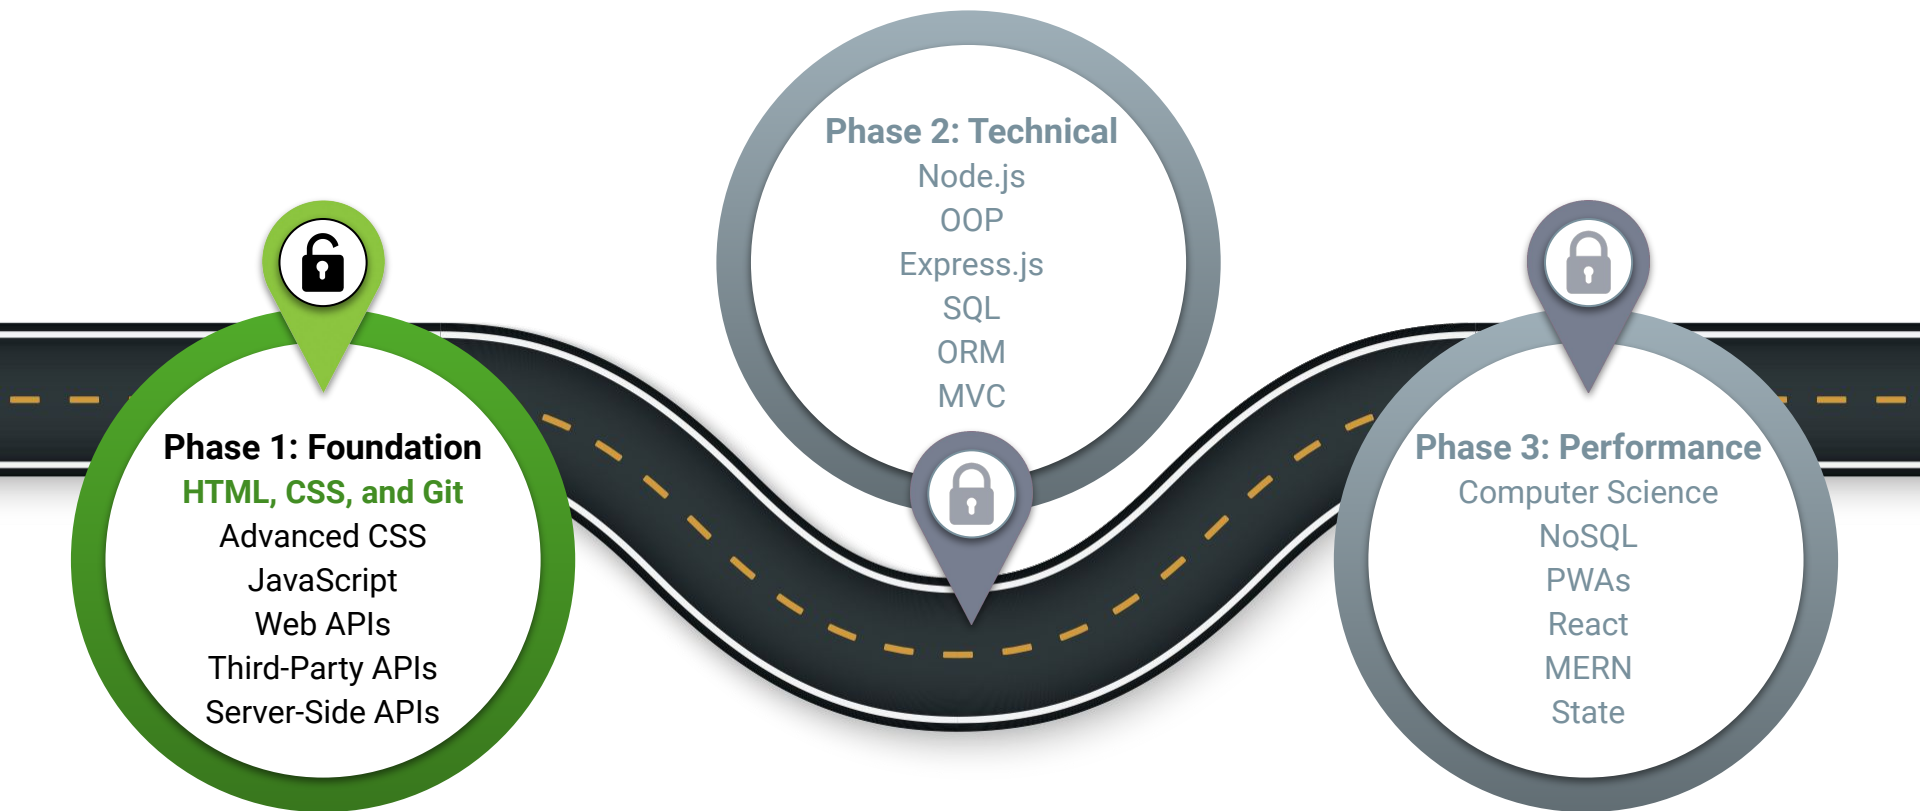 Phase 1: Foundation
HTML, CSS, and Git
Advanced CSS
JavaScript
Web APIs
Third-Party APIs
Server-Side APIs
Phase 2: Technical
Node.js
OOP
Express.js
SQL
ORM
MVC
Phase 3: Performance
Computer Science
NoSQL
PWAs
React
MERN
State